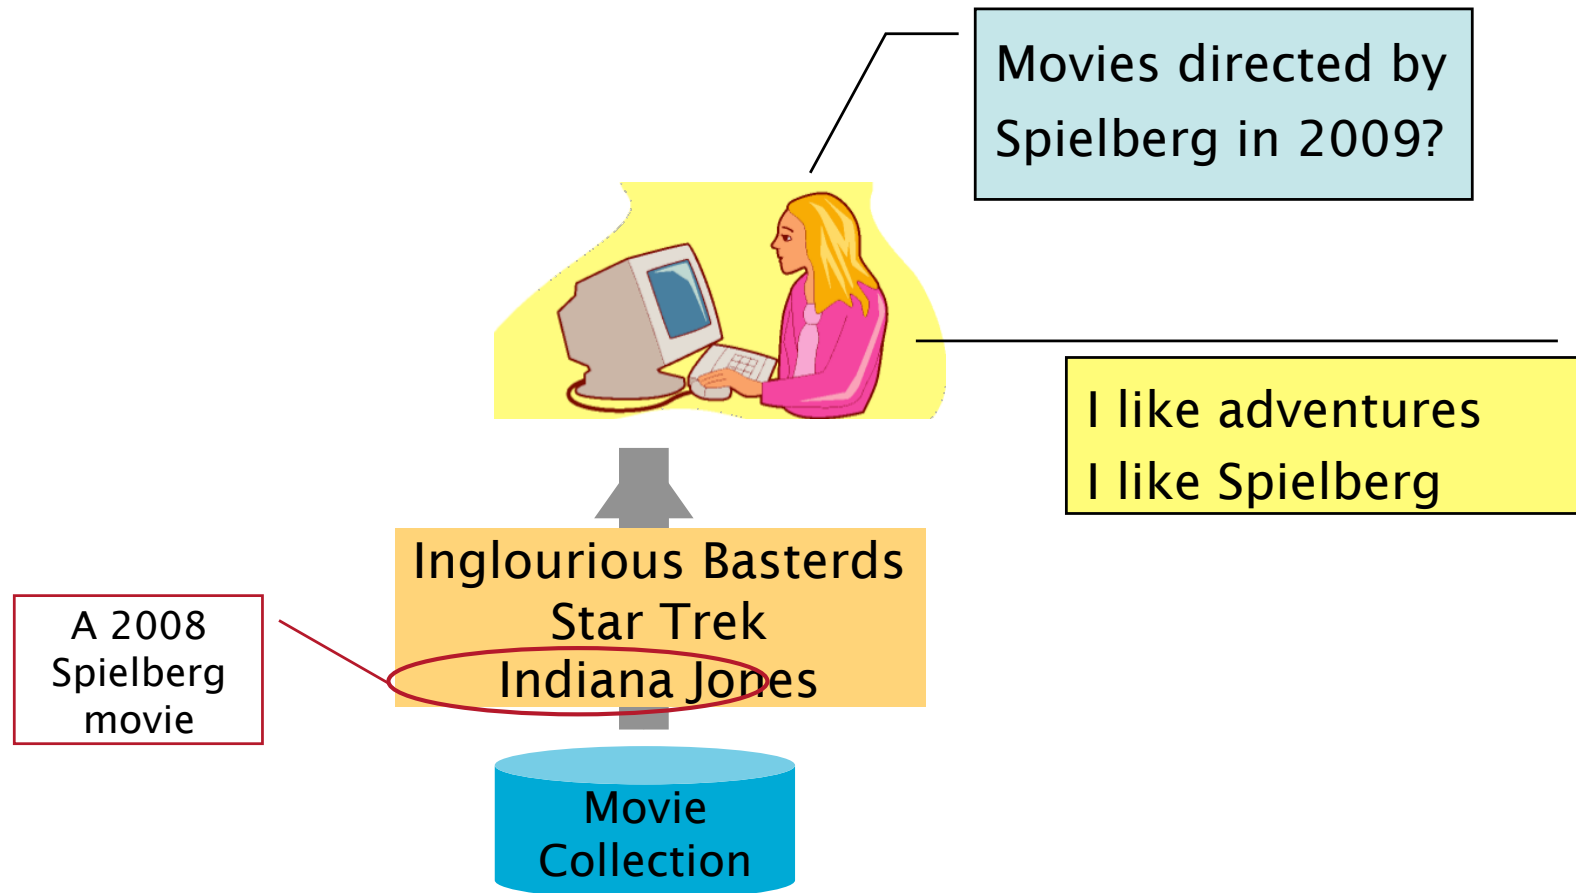 Movies directed by
Spielberg in 2009?
I like adventures
I like Spielberg
Inglourious Basterds
Star Trek
Indiana Jones
A 2008
Spielberg
movie
Movie
Collection